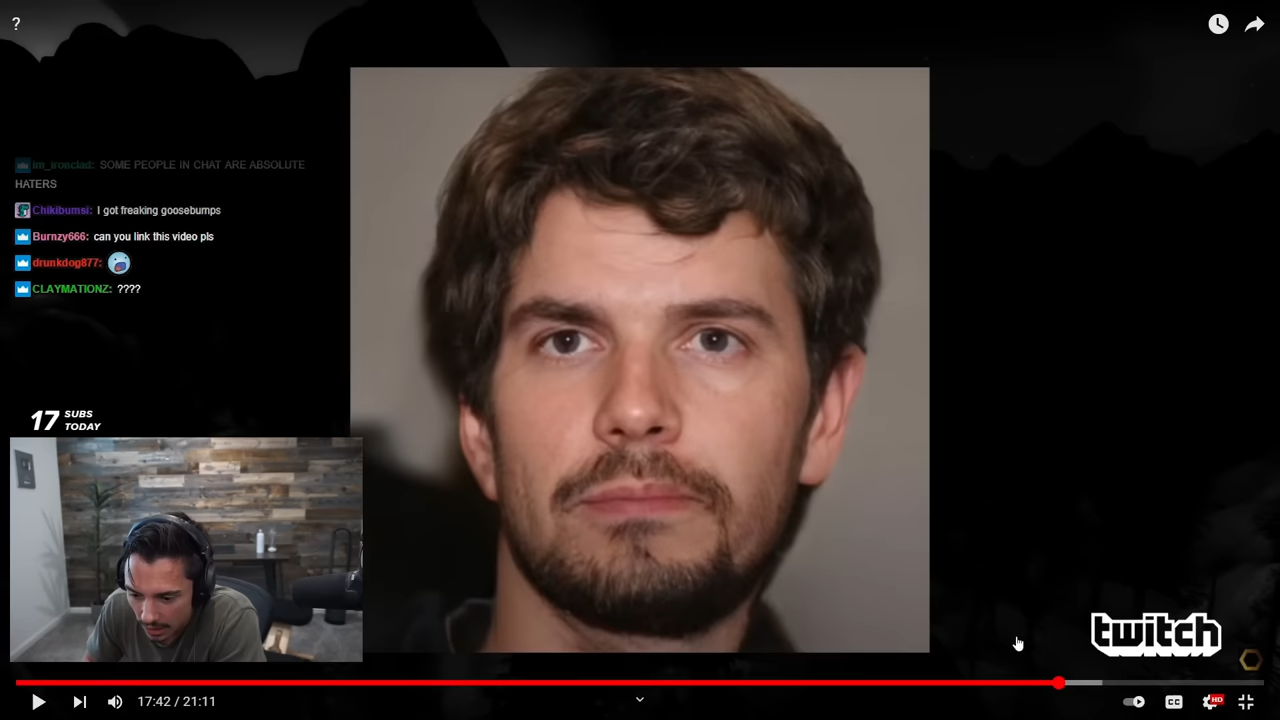 ?
im_ironclad: SOME PEOPLE IN CHAT ARE ABSOLUTE
HATERS
Chikibumsi: I got freaking goosebumps
Burnzy666: can you link this video pls
drunkdog877:
CLAYMATIONZ: ????
17 SUBS
TODAY
twitch
17:42 / 21:11
CC
HD